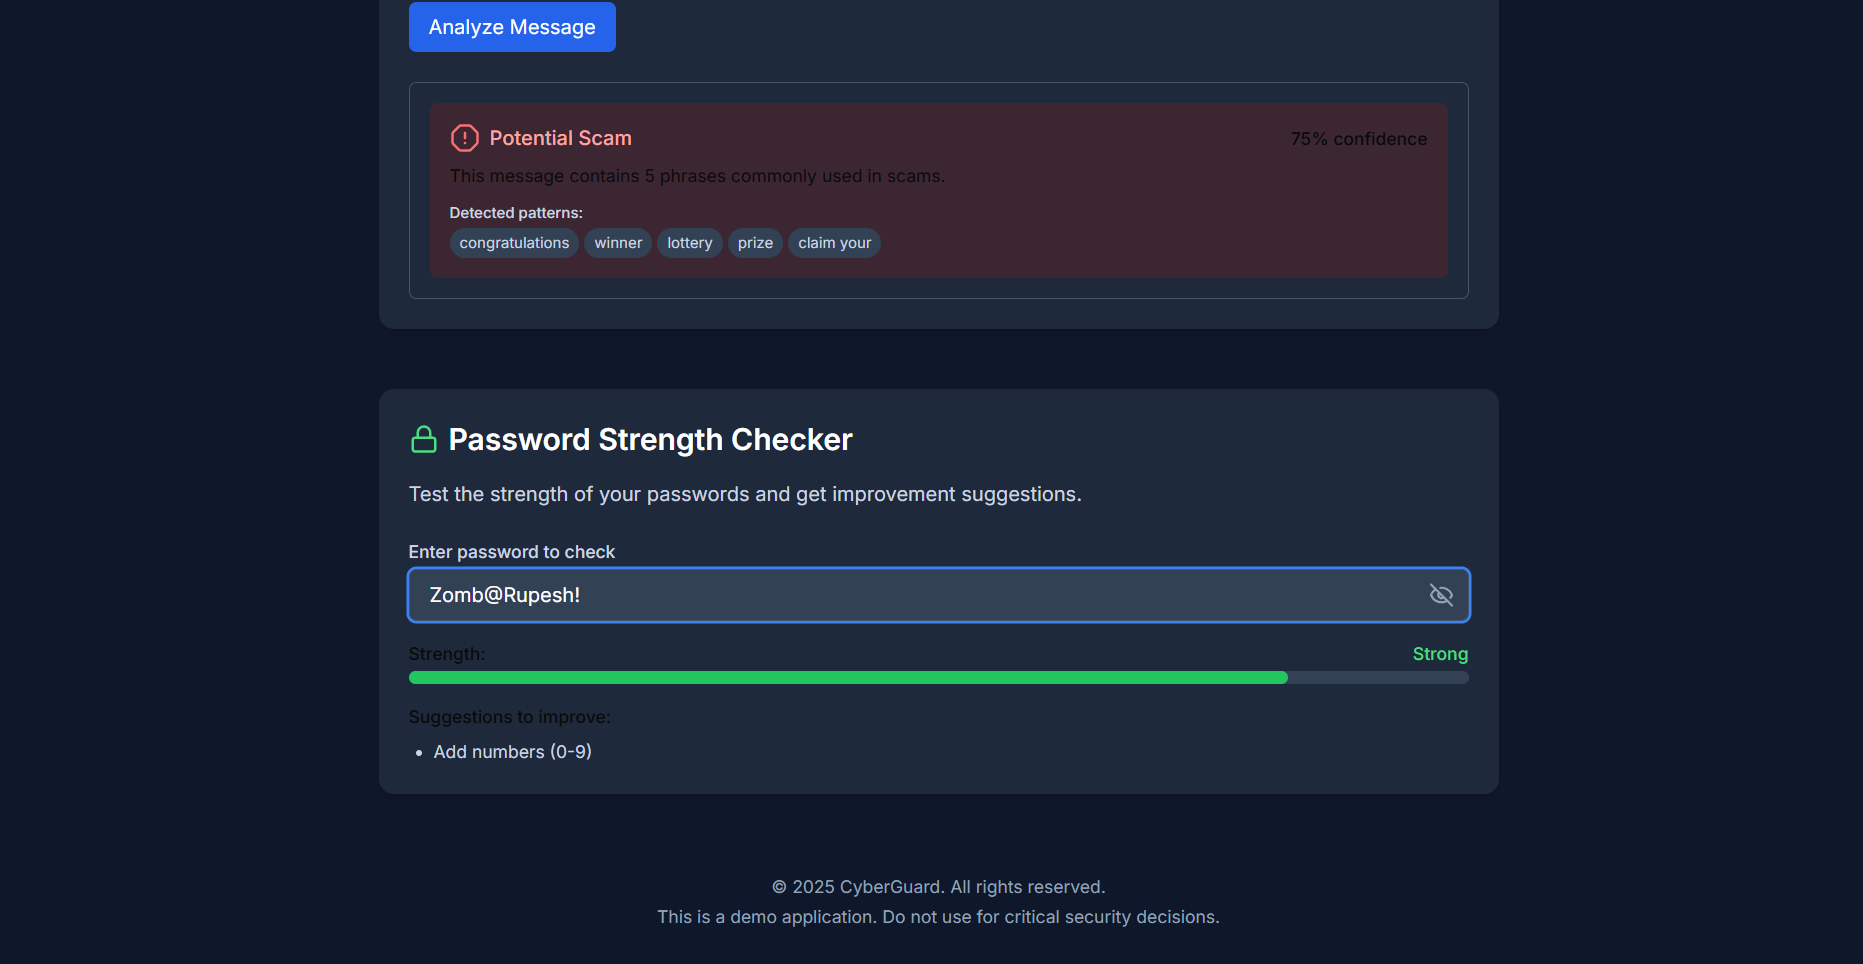 Analyze Message
Potential Scam
75% confidence
This message contains 5 phrases commonly used in scams.
Detected patterns:
congratulations winner lottery prize claim your
Password Strength Checker
Test the strength of your passwords and get improvement suggestions.
Enter password to check
Zomb@Rupesh!
Strength:
Strong
Suggestions to improve:
• Add numbers (0-9)
© 2025 CyberGuard. All rights reserved.
This is a demo application. Do not use for critical security decisions.